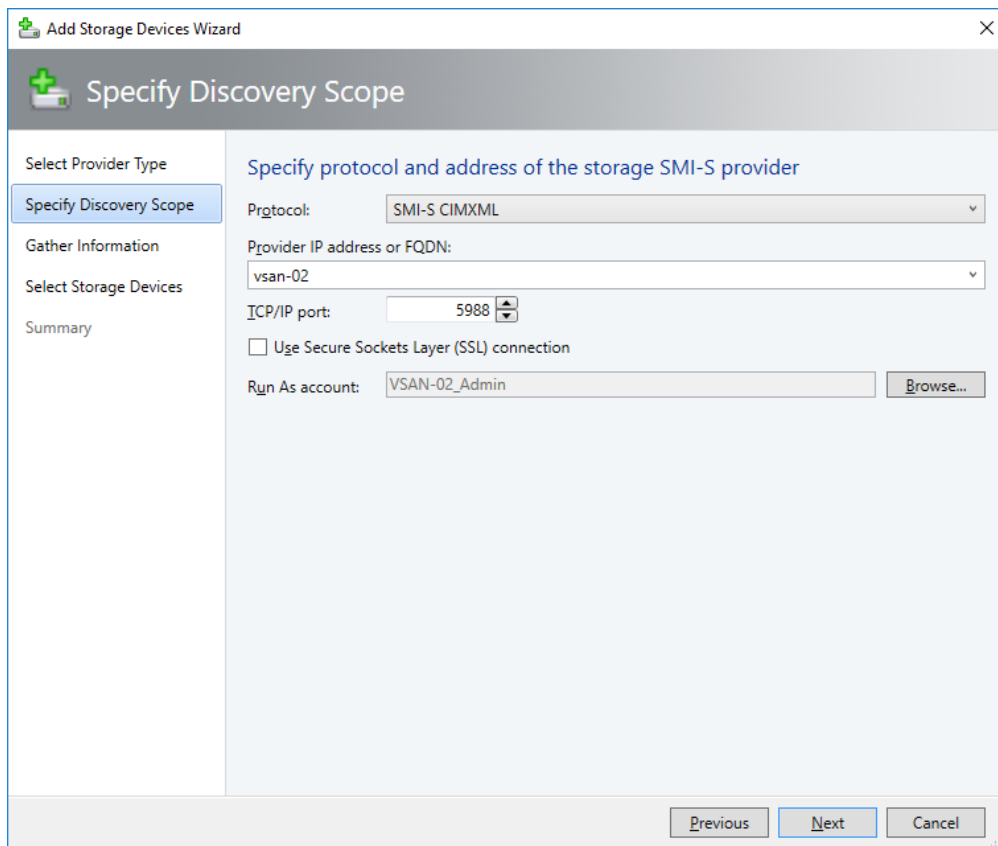 Add Storage Devices Wizard
Specify Discovery Scope
Select Provider Type
Specify Discovery Scope
Gather Information
Select Storage Devices
Summary
Specify protocol and address of the storage SMI-S provider
Protocol: SMI-S CIMXML
Provider IP address or FQDN:
vsan-02
TCP/IP port: 5988
Use Secure Sockets Layer (SSL) connection
Run As account: VSAN-02_Admin Browse...
Previous Next Cancel